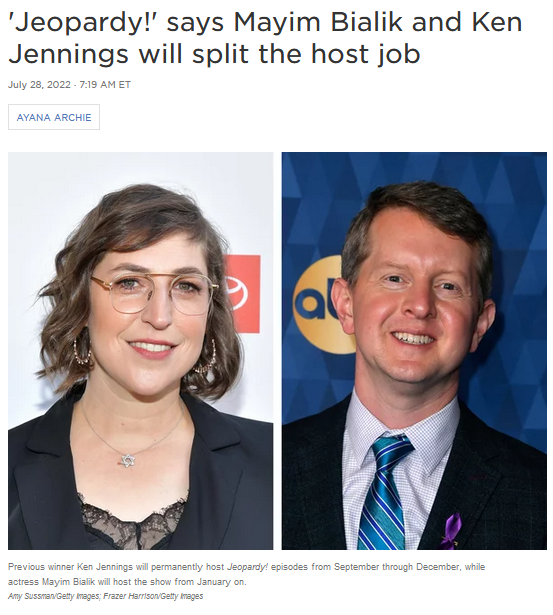 'Jeopardy!' says Mayim Bialik and Ken
Jennings will split the host job
July 28, 2022 · 7:19 AM ET
AYANA ARCHIE
Previous winner Ken Jennings will permanently host Jeopardy! episodes from September through December, while
actress Mayim Bialik will host the show from January on.
Amy Sussman/Getty Images; Frazer Harrison/Getty Images